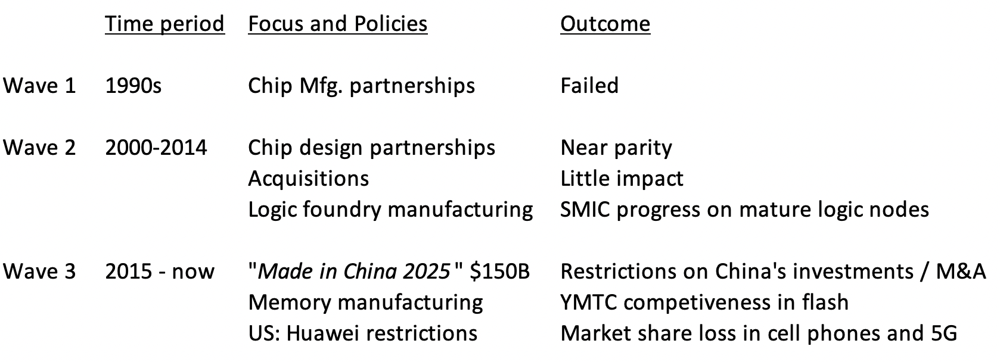 Time period Focus and Policies Outcome
Wave 1 1990s Chip Mfg. partnerships Failed
Wave 2 2000-2014 Chip design partnerships Near parity
Acquisitions Little impact
Logic foundry manufacturing SMIC progress on mature logic nodes
Wave 3 2015 - now "Made in China 2025" $150B Restrictions on China's investments / M&A
Memory manufacturing YMTC competiveness in flash
US: Huawei restrictions Market share loss in cell phones and 5G